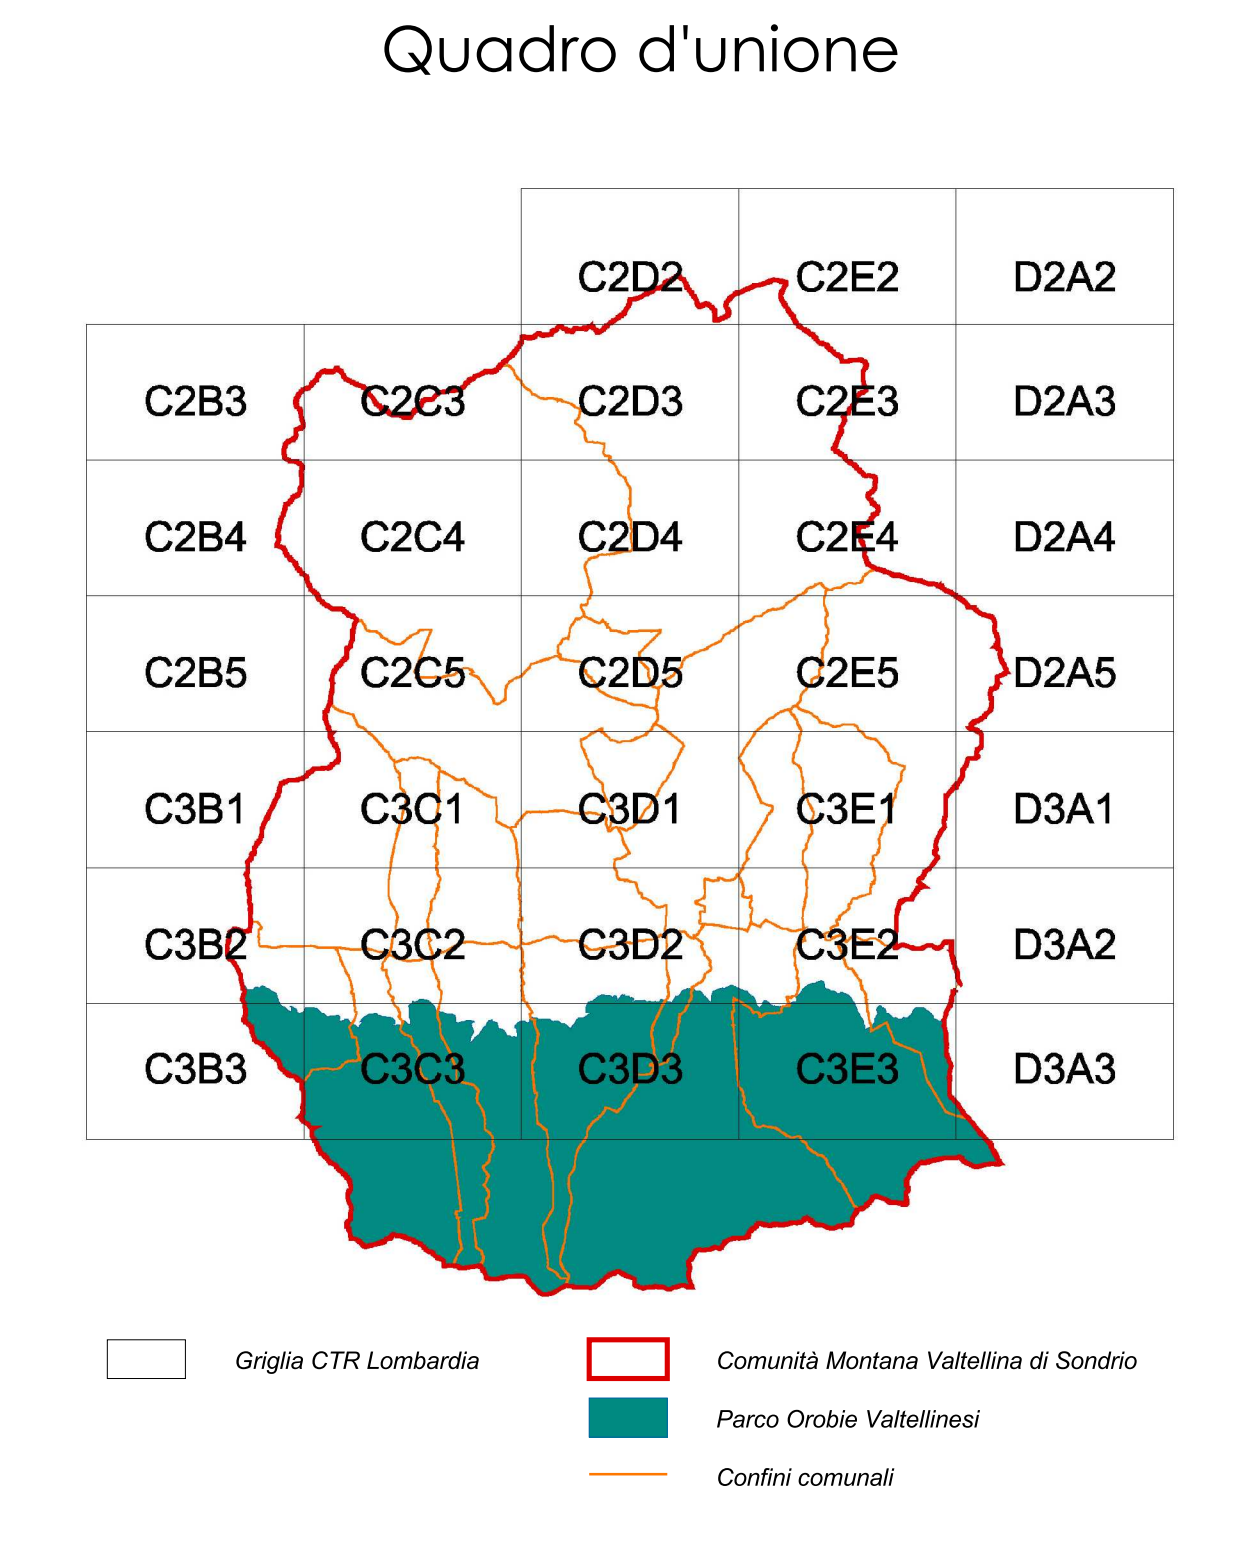 Quadro d'unione
C2D2 C2E2 D2A2
C2B3 C2C3 C2D3 C2E3 D2A3
C2B4 C2C4 C2D4 C2E4 D2A4
C2B5 C2C5 C2D5 C2E5 D2A5
C3B1 C3C1 C3D1 C3E1 D3A1
C3B2 C3C2 C3D2 C3E2 D3A2
C3B3 C3C3 C3D3 C3E3 D3A3
Griglia CTR Lombardia
Comunità Montana Valtellina di Sondrio
Parco Orobie Valtellinesi
Confini comunali